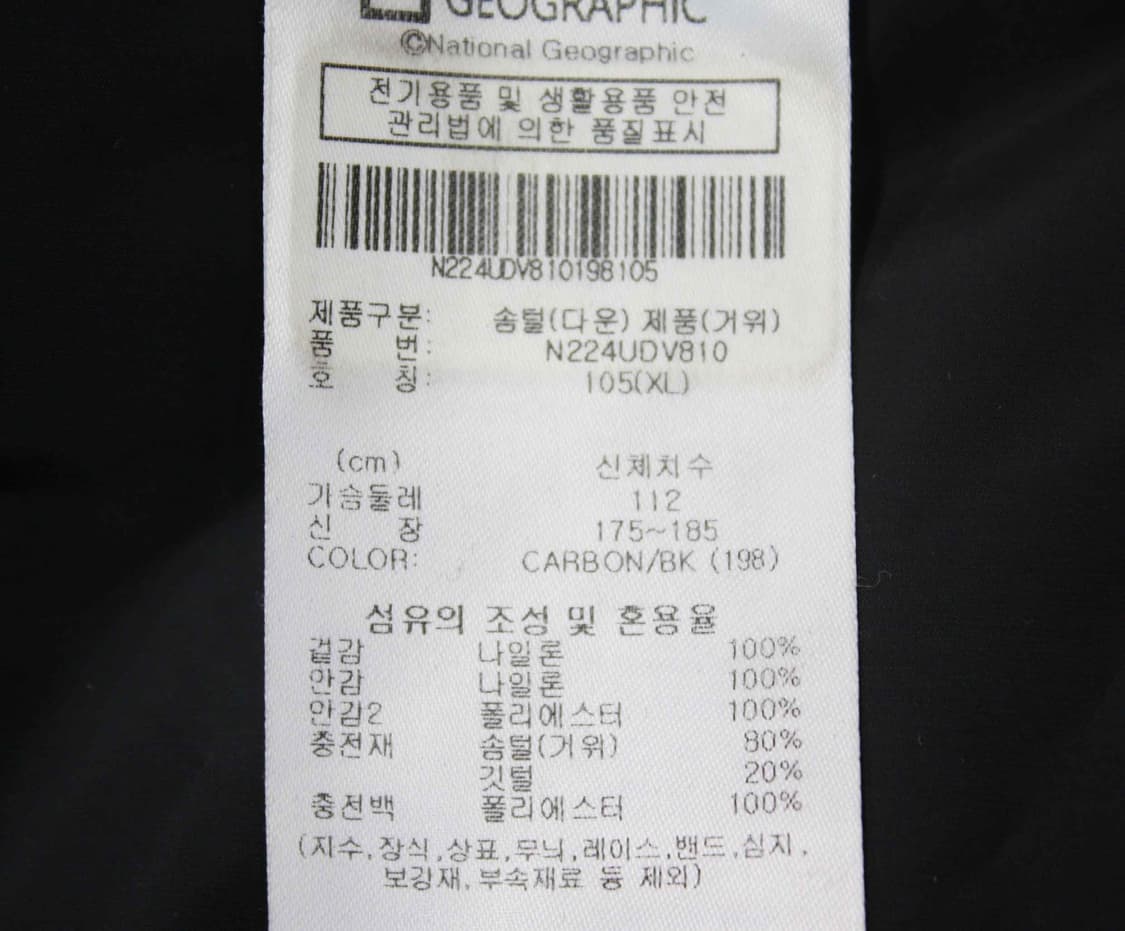 GEOGRAPHIC
©National Geographic
전기용품 및 생활용품 안전
관리법에 의한 품질표시
N224UDV810198105
제품구분: 솜털(다운) 제품(거위)
품 번: N224UDV810
호 칭: 105(XL)
(cm) 신체치수
가슴둘레 112
신 장 175~185
COLOR: CARBON/BK (198)
섬유의 조성 및 혼용율
겉감 나일론 100%
안감 나일론 100%
안감2 폴리에스터 100%
충전재 솜털(거위) 80%
깃털 20%
충전백 폴리에스터 100%
(자수,장식,상표,무늬,레이스,밴드,심지,
보강재,부속재료 등 제외)